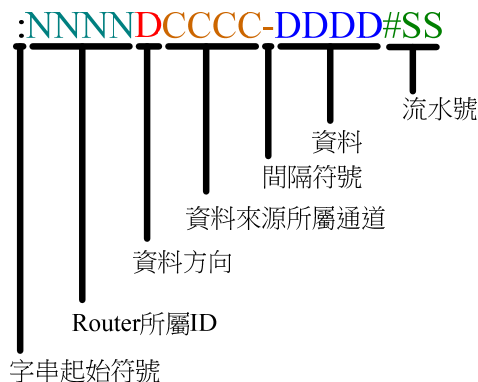 :NNNNDCCCC-DDDD#SS
流水號
資料
間隔符號
資料來源所屬通道
資料方向
Router所屬ID
字串起始符號